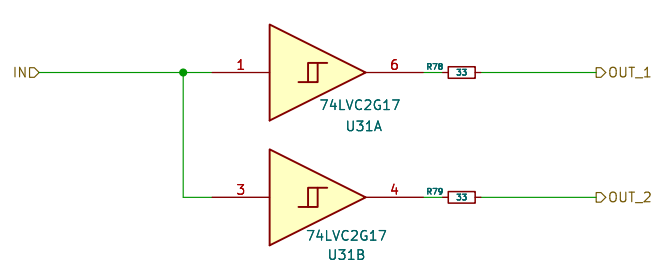 IN
1
6
R78
33
OUT_1
74LVC2G17
U31A
3
4
R79
33
OUT_2
74LVC2G17
U31B